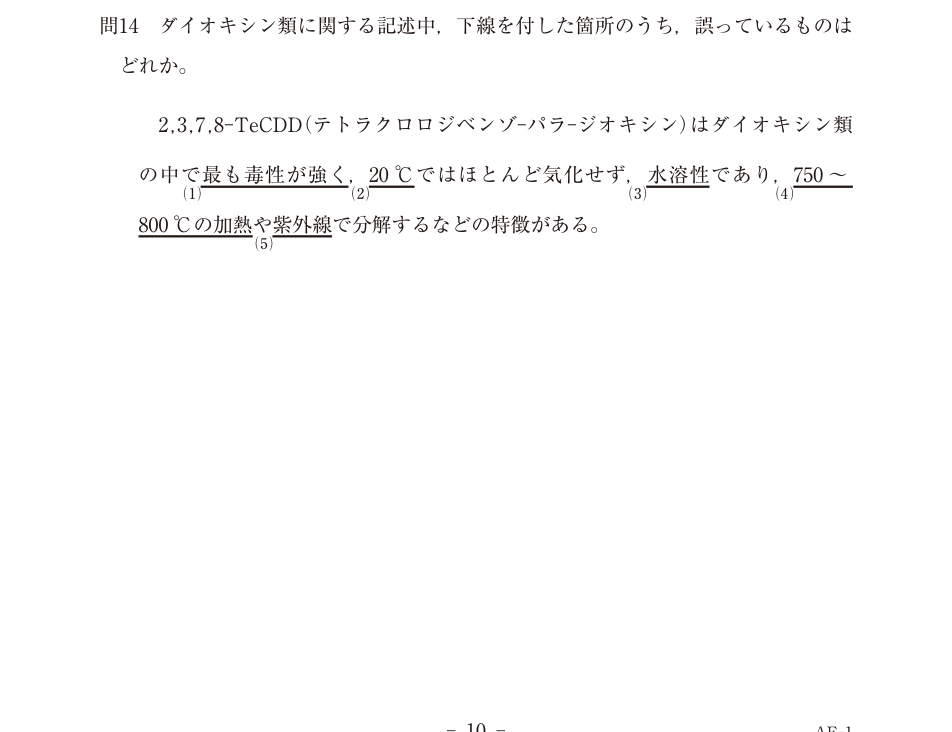 問14　ダイオキシン類に関する記述中，下線を付した箇所のうち，誤っているものは
どれか。
2,3,7,8-TeCDD(テトラクロロジベンゾ-パラ-ジオキシン)はダイオキシン類
の中で最も毒性が強く，20 ℃ではほとんど気化せず，水溶性であり，750 ～
(1) (2) (3) (4)
800 ℃の加熱や紫外線で分解するなどの特徴がある。
(5)
- 10 -